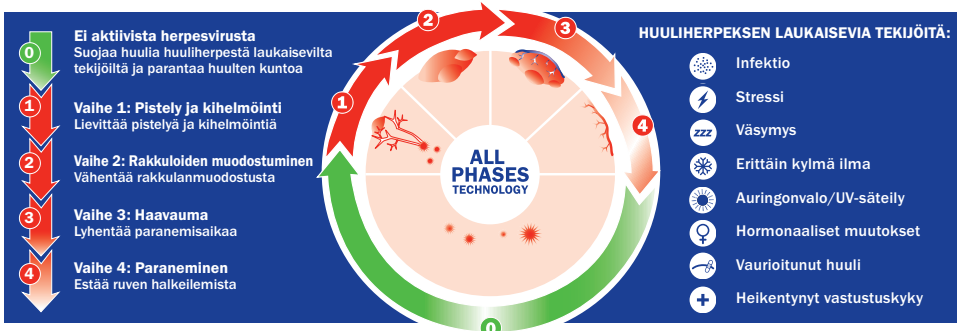 0
Ei aktiivista herpesvirusta
Suojaa huulia huuliherpestä laukaisevilta
tekijöiltä ja parantaa huulten kuntoa
1
Vaihe 1: Pistely ja kihelmöinti
Lievittää pistelyä ja kihelmöintiä
2
Vaihe 2: Rakkuloiden muodostuminen
Vähentää rakkulanmuodostusta
3
Vaihe 3: Haavauma
Lyhentää paranemisaikaa
4
Vaihe 4: Paraneminen
Estää ruven halkeilemista
1
2
3
4
0
ALL
PHASES
TECHNOLOGY
HUULIHERPEKSEN LAUKAISEVIA TEKIJÖITÄ:
Infektio
Stressi
zzz
Väsymys
Erittäin kylmä ilma
Auringonvalo/UV-säteily
Hormonaaliset muutokset
Vaurioitunut huuli
Heikentynyt vastustuskyky